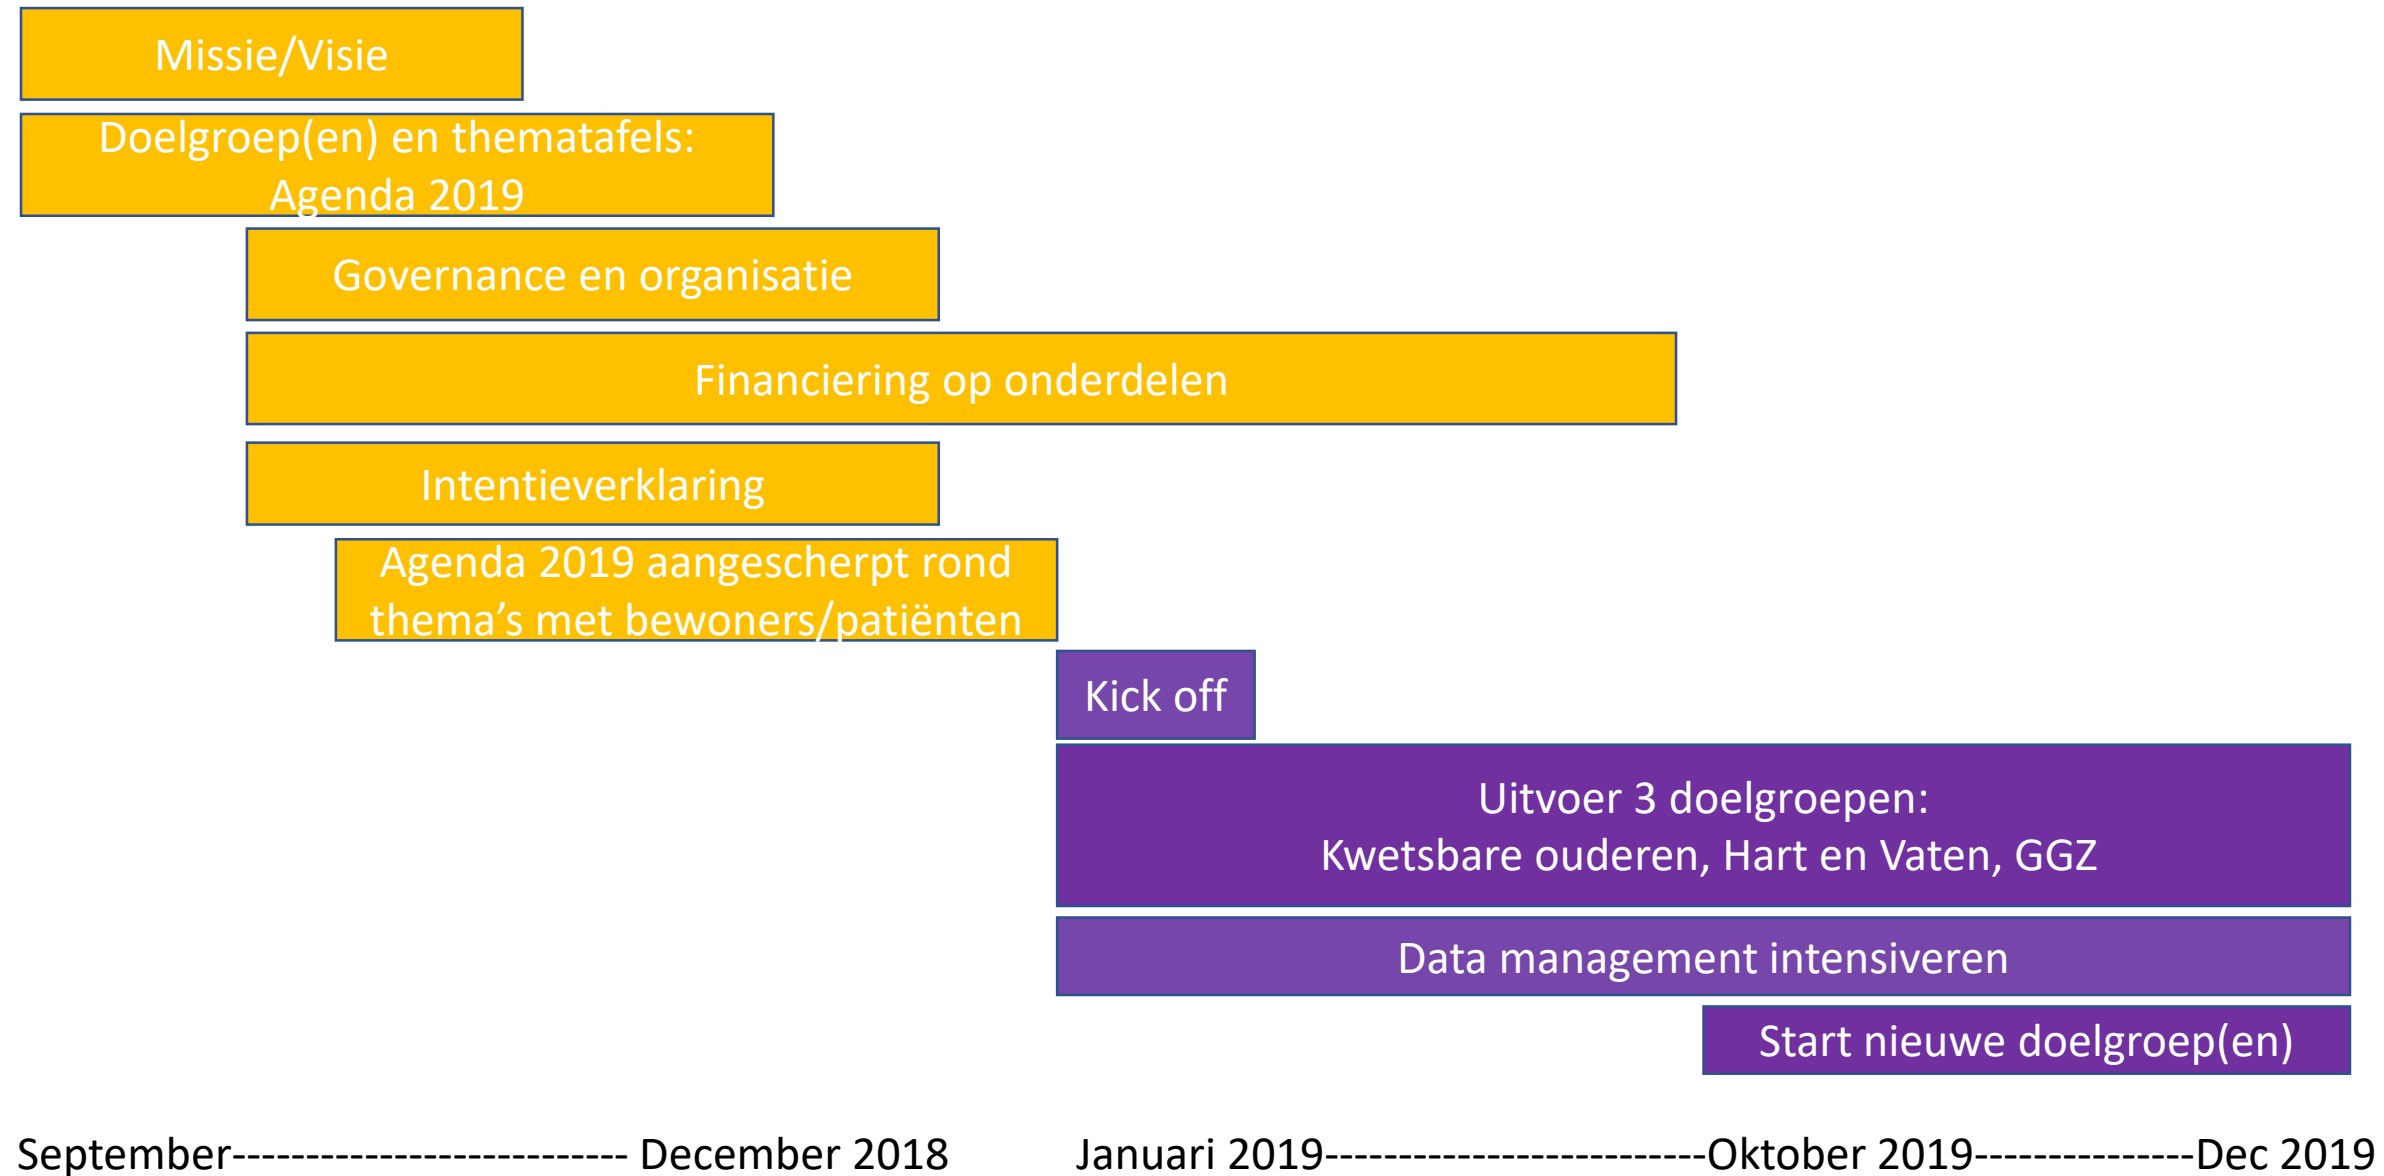 Missie/Visie
Doelgroep(en) en thematafels:
Agenda 2019
Governance en organisatie
Financiering op onderdelen
Intentieverklaring
Agenda 2019 aangescherpt rond
thema’s met bewoners/patiënten
Kick off
Uitvoer 3 doelgroepen:
Kwetsbare ouderen, Hart en Vaten, GGZ
Data management intensiveren
Start nieuwe doelgroep(en)
September--------------------------- December 2018 Januari 2019--------------------------Oktober 2019---------------Dec 2019